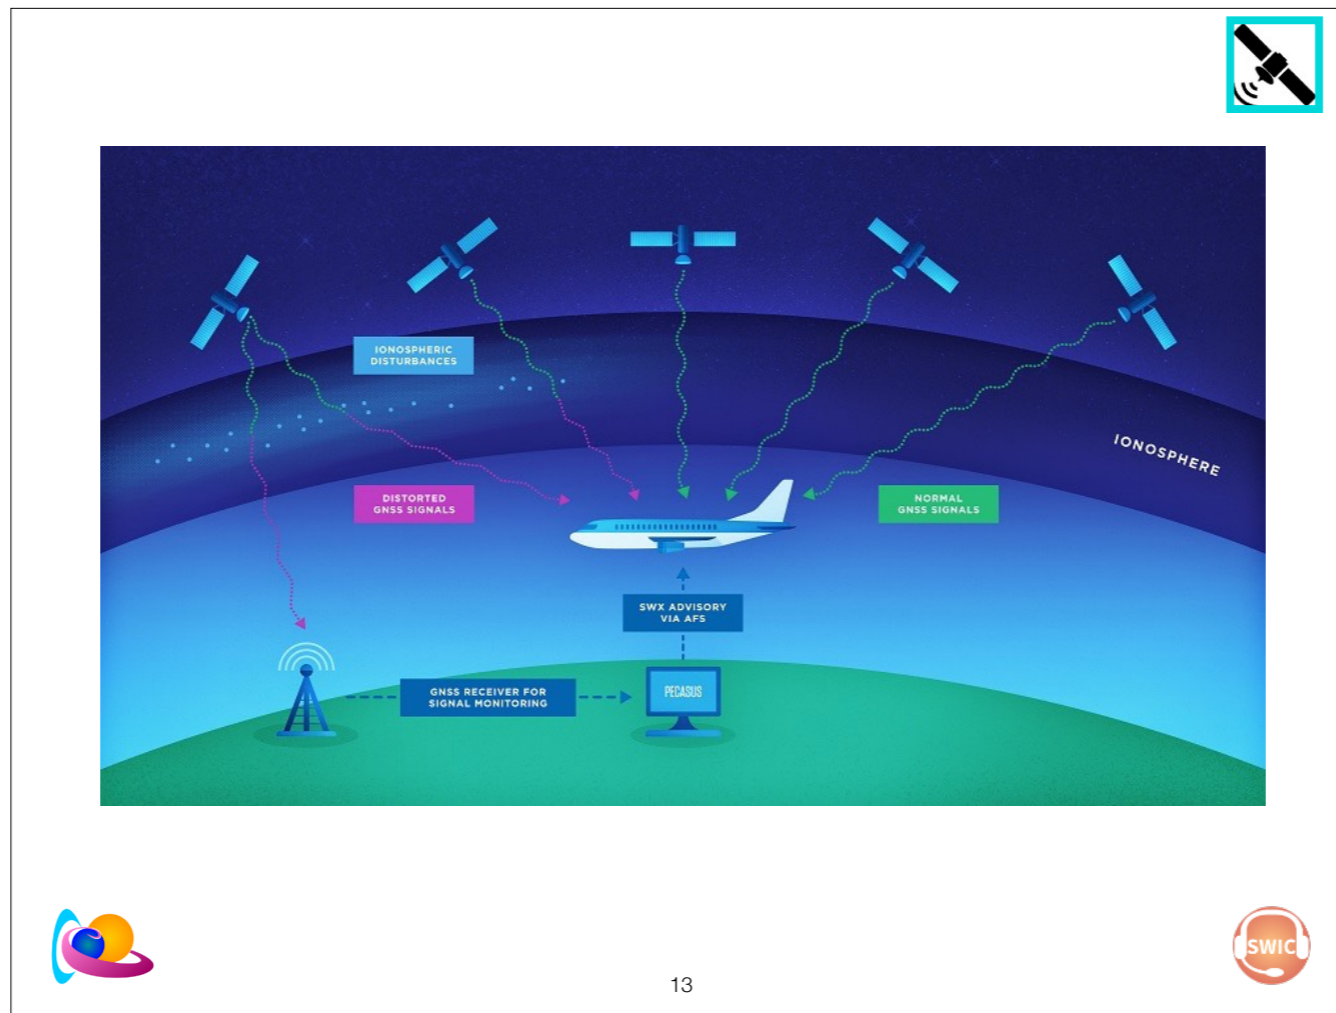 IONOSPHERIC
DISTURBANCES
IONOSPHERE
DISTORTED
GNSS SIGNALS
NORMAL
GNSS SIGNALS
SWX ADVISORY
VIA AFS
GNSS RECEIVER FOR
SIGNAL MONITORING
PECASUS
SWIC
13